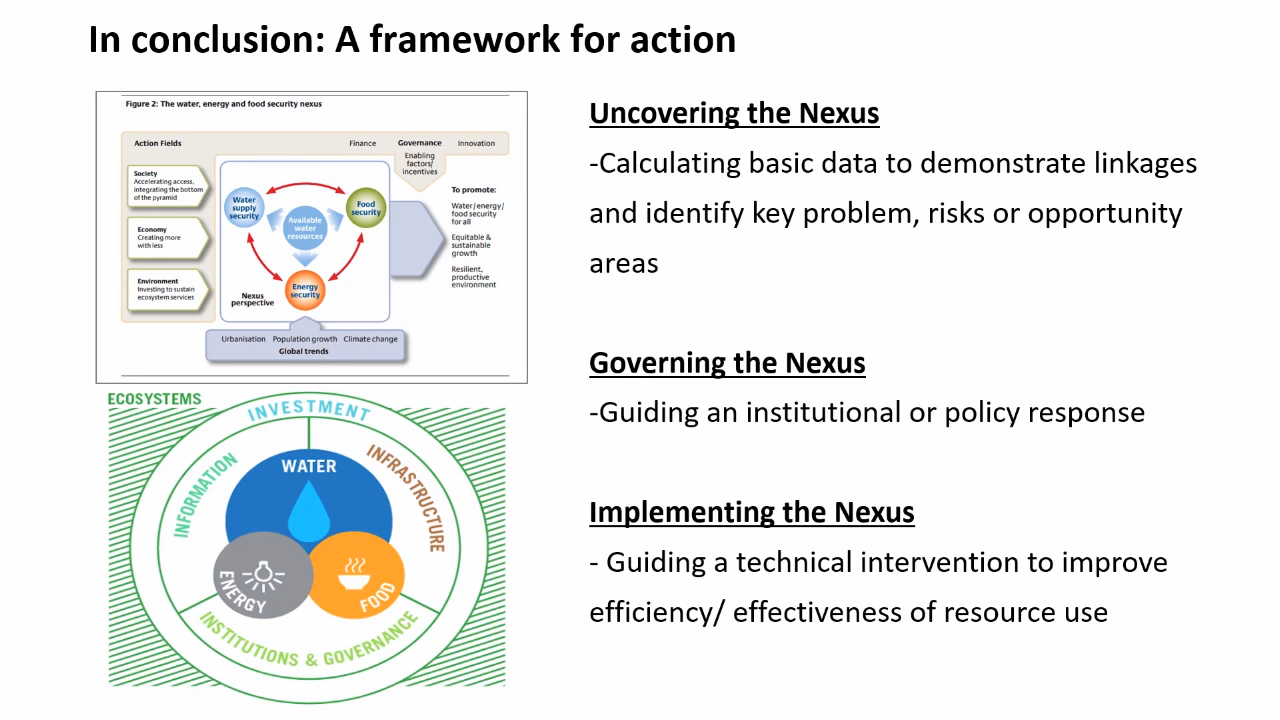 In conclusion: A framework for action
Figure 2: The water, energy and food security nexus
Action Fields
Finance
Governance
Innovation
Enabling
factors/
incentives
Society
Accelerating access,
integrating the bottom
of the pyramid
Economy
Creating more
with less
Environment
Investing to sustain
ecosystem services
Water
supply
security
Food
security
Available
water
resources
Energy
security
Nexus
perspective
To promote:
Water/energy/
food security
for all
Equitable &
sustainable
growth
Resilient,
productive
environment
Urbanisation
Population growth
Climate change
Global trends
ECOSYSTEMS
INVESTMENT
INFORMATION
INFRASTRUCTURE
WATER
ENERGY
FOOD
INSTITUTIONS & GOVERNANCE
Uncovering the Nexus
-Calculating basic data to demonstrate linkages
and identify key problem, risks or opportunity
areas
Governing the Nexus
-Guiding an institutional or policy response
Implementing the Nexus
- Guiding a technical intervention to improve
efficiency/ effectiveness of resource use